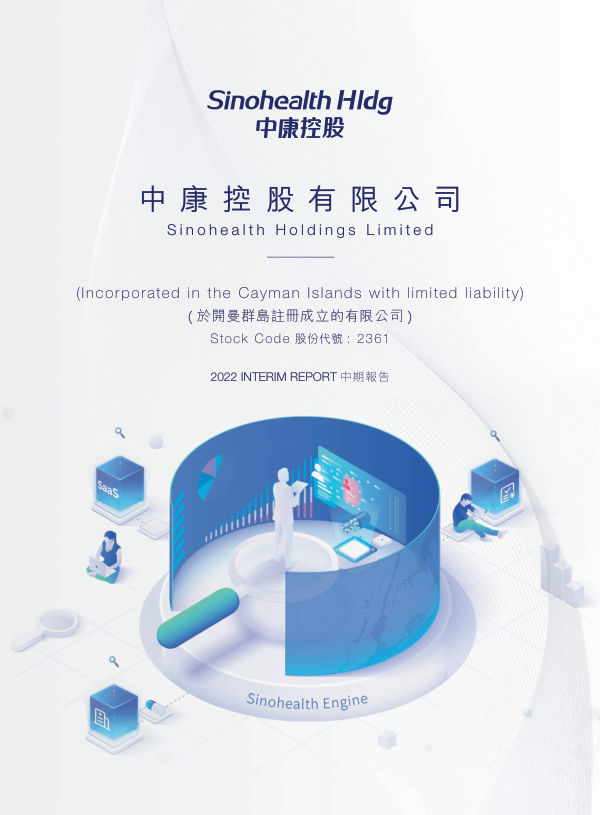 Sinohealth Hldg
中康控股
中康控股有限公司
Sinohealth Holdings Limited
(Incorporated in the Cayman Islands with limited liability)
(於開曼群島註冊成立的有限公司)
Stock Code 股份代號 : 2361
2022 INTERIM REPORT 中期報告
SaaS
Sinohealth Engine